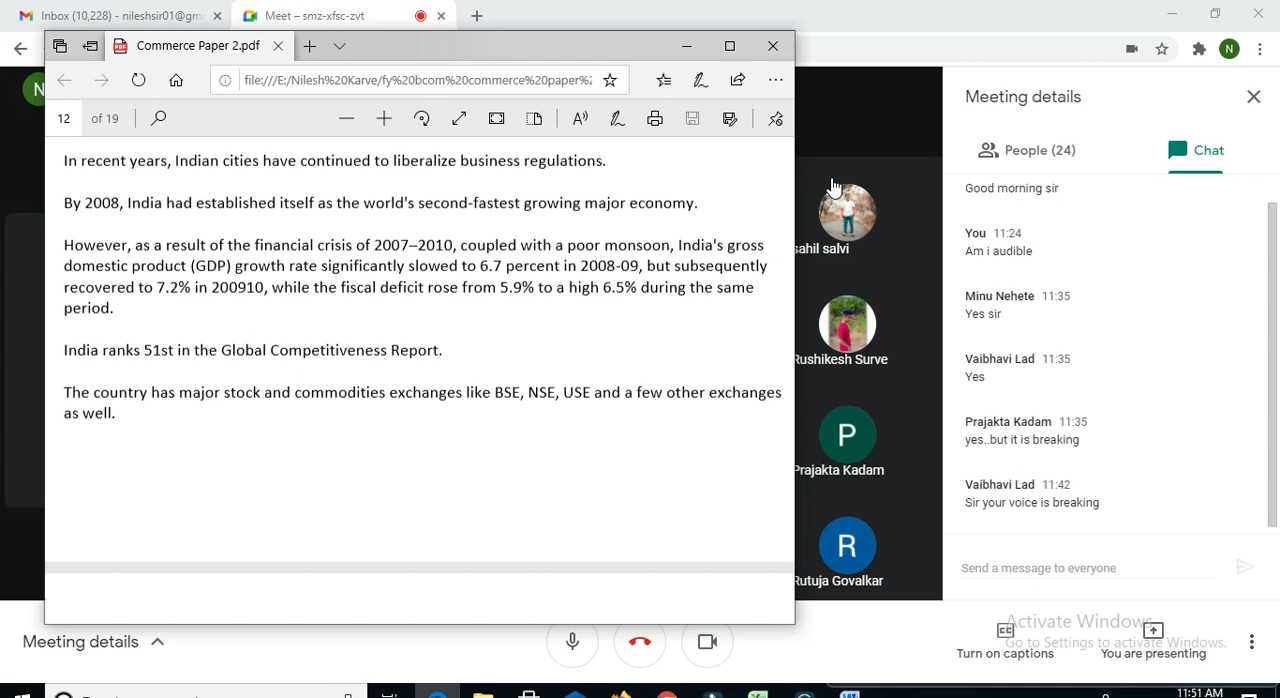 Inbox (10,228) - nileshsir01@gm
Meet – smz-xfsc-zvt
Commerce Paper 2.pdf
file:///E:/Nilesh%20Karve/fy%20bcom%20commerce%20paper%2
N
N
12 of 19
In recent years, Indian cities have continued to liberalize business regulations.
By 2008, India had established itself as the world's second-fastest growing major economy.
However, as a result of the financial crisis of 2007–2010, coupled with a poor monsoon, India's gross
domestic product (GDP) growth rate significantly slowed to 6.7 percent in 2008-09, but subsequently
recovered to 7.2% in 200910, while the fiscal deficit rose from 5.9% to a high 6.5% during the same
period.
India ranks 51st in the Global Competitiveness Report.
The country has major stock and commodities exchanges like BSE, NSE, USE and a few other exchanges
as well.
sahil salvi
Rushikesh Surve
P
Prajakta Kadam
R
Rutuja Govalkar
Meeting details
People (24)
Chat
Good morning sir
You 11:24
Am i audible
Minu Nehete 11:35
Yes sir
Vaibhavi Lad 11:35
Yes
Prajakta Kadam 11:35
yes..but it is breaking
Vaibhavi Lad 11:42
Sir your voice is breaking
Send a message to everyone
Activate Windows
Go to Settings to activate Windows.
Meeting details
Turn on captions
You are presenting
11:51 AM